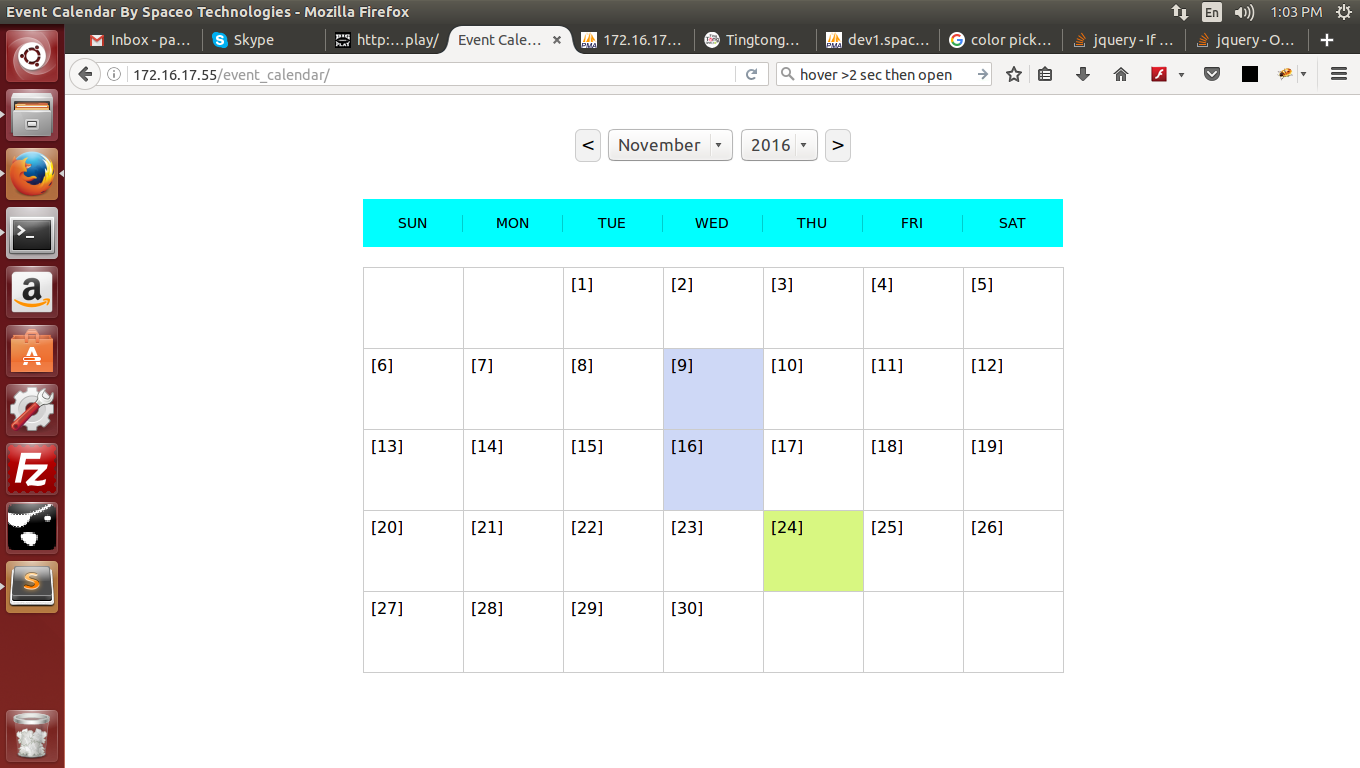 Event Calendar By Spaceo Technologies - Mozilla Firefox
En
1:03 PM
Inbox - pa...
Skype
http:...play/
Event Cale...
172.16.17...
Tingtong...
dev1.spac...
color pick...
jquery - If ...
jquery - O...
172.16.17.55/event_calendar/
hover >2 sec then open
< November 2016 >
SUN MON TUE WED THU FRI SAT
[1] [2] [3] [4] [5]
[6] [7] [8] [9] [10] [11] [12]
[13] [14] [15] [16] [17] [18] [19]
[20] [21] [22] [23] [24] [25] [26]
[27] [28] [29] [30]